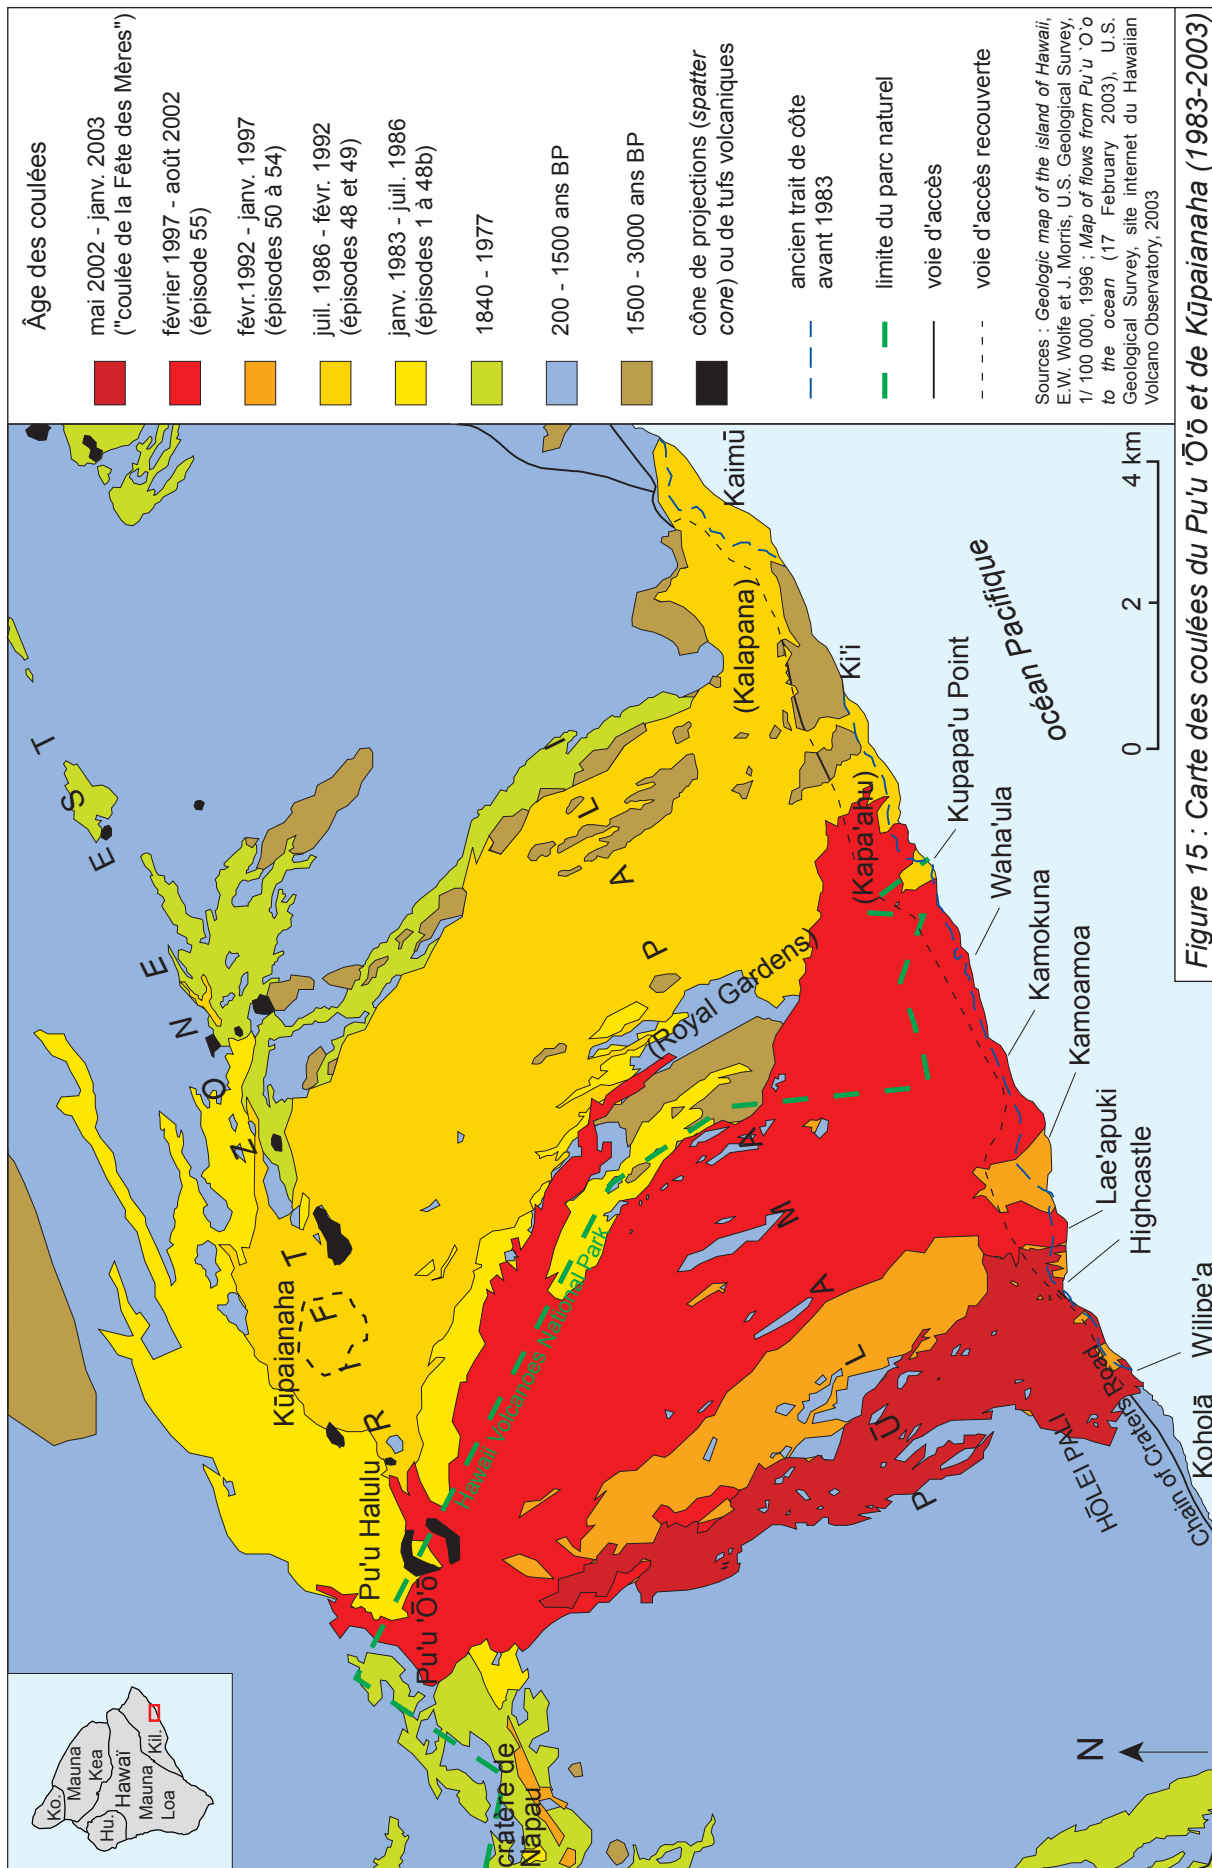 Âge des coulées
mai 2002 - janv. 2003
("coulée de la Fête des Mères")
février 1997 - août 2002
(épisode 55)
févr.1992 - janv. 1997
(épisodes 50 à 54)
juil. 1986 - févr. 1992
(épisodes 48 et 49)
janv. 1983 - juil. 1986
(épisodes 1 à 48b)
1840 - 1977
200 - 1500 ans BP
1500 - 3000 ans BP
cône de projections (spatter
cone) ou de tufs volcaniques
ancien trait de côte
avant 1983
limite du parc naturel
voie d'accès
voie d'accès recouverte
Sources : Geologic map of the island of Hawaii,
E.W. Wolfe et J. Morris, U.S. Geological Survey,
1/ 100 000, 1996 ; Map of flows from Pu`u `O`o
to the ocean (17 February 2003), U.S.
Geological Survey, site internet du Hawaiian
Volcano Observatory, 2003
Ko.
Mauna
Kea
Hu.
Hawaï
Mauna
Loa
Kil.
RIFT ZONE EST
Kūpaianaha
Pu'u Halulu
Pu'u 'Ō'ō
cratère de
Nāpau
Hawaii Volcanoes National Park
(Royal Gardens)
PŪLAMA PALI
(Kalapana)
Kaimū
Ki'i
(Kapa'ahu)
Kupapa'u Point
Waha'ula
Kamokuna
Kamoamoa
Lae'apuki
Highcastle
HŌLEI PALI
Chain of Craters Road
Wilipe'a
Koholā
océan Pacifique
N
0 2 4 km
Figure 15 : Carte des coulées du Pu'u 'Ō'ō et de Kūpaianaha (1983-2003)